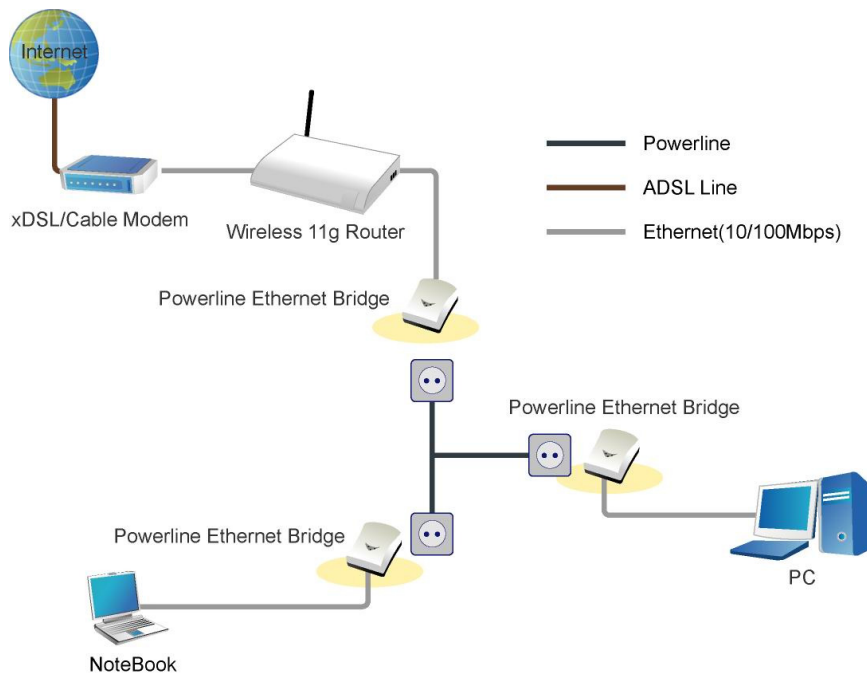 Internet
Powerline
xDSL/Cable Modem
ADSL Line
Wireless 11g Router
Ethernet(10/100Mbps)
Powerline Ethernet Bridge
Powerline Ethernet Bridge
Powerline Ethernet Bridge
PC
NoteBook